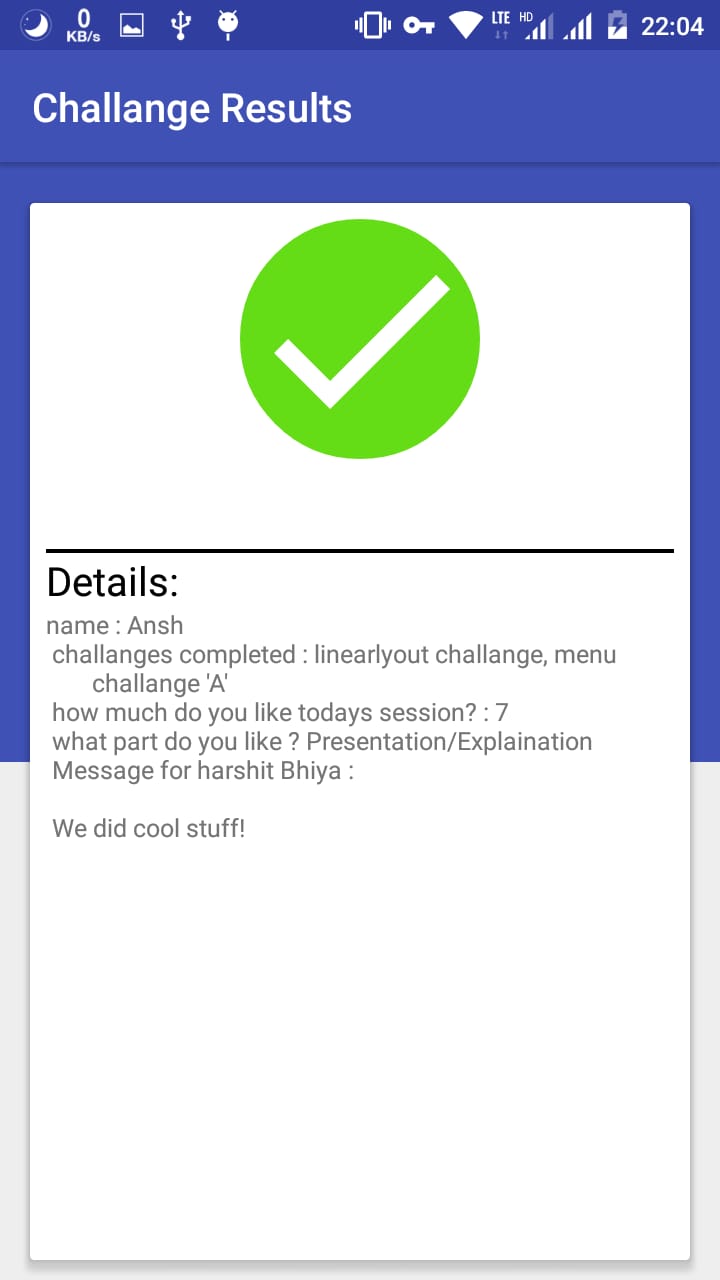 0
KB/s
LTE HD
22:04
Challange Results
Details:
name : Ansh
challanges completed : linearlyout challange, menu
challange 'A'
how much do you like todays session? : 7
what part do you like ? Presentation/Explaination
Message for harshit Bhiya :
We did cool stuff!